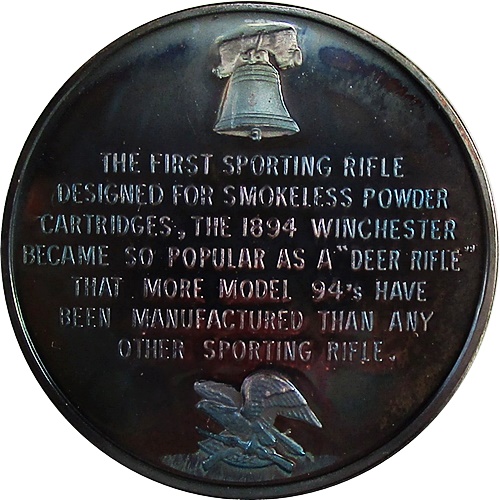 THE FIRST SPORTING RIFLE
DESIGNED FOR SMOKELESS POWDER
CARTRIDGES, THE 1894 WINCHESTER
BECAME SO POPULAR AS A "DEER RIFLE"
THAT MORE MODEL 94's HAVE
BEEN MANUFACTURED THAN ANY
OTHER SPORTING RIFLE.